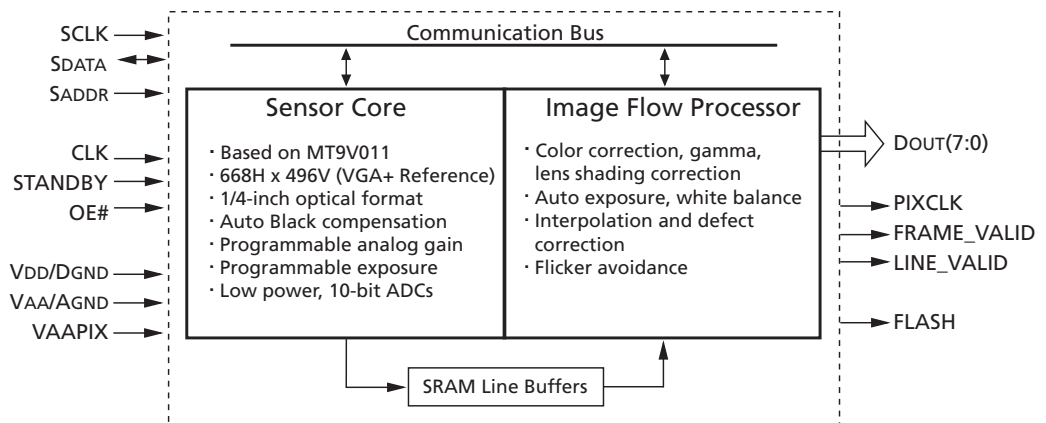 SCLK
SDATA
SADDR
CLK
STANDBY
OE#
VDD/DGND
VAA/AGND
VAAPIX
Communication Bus
Sensor Core
· Based on MT9V011
· 668H x 496V (VGA+ Reference)
· 1/4-inch optical format
· Auto Black compensation
· Programmable analog gain
· Programmable exposure
· Low power, 10-bit ADCs
Image Flow Processor
· Color correction, gamma,
lens shading correction
· Auto exposure, white balance
· Interpolation and defect
correction
· Flicker avoidance
SRAM Line Buffers
DOUT(7:0)
PIXCLK
FRAME_VALID
LINE_VALID
FLASH